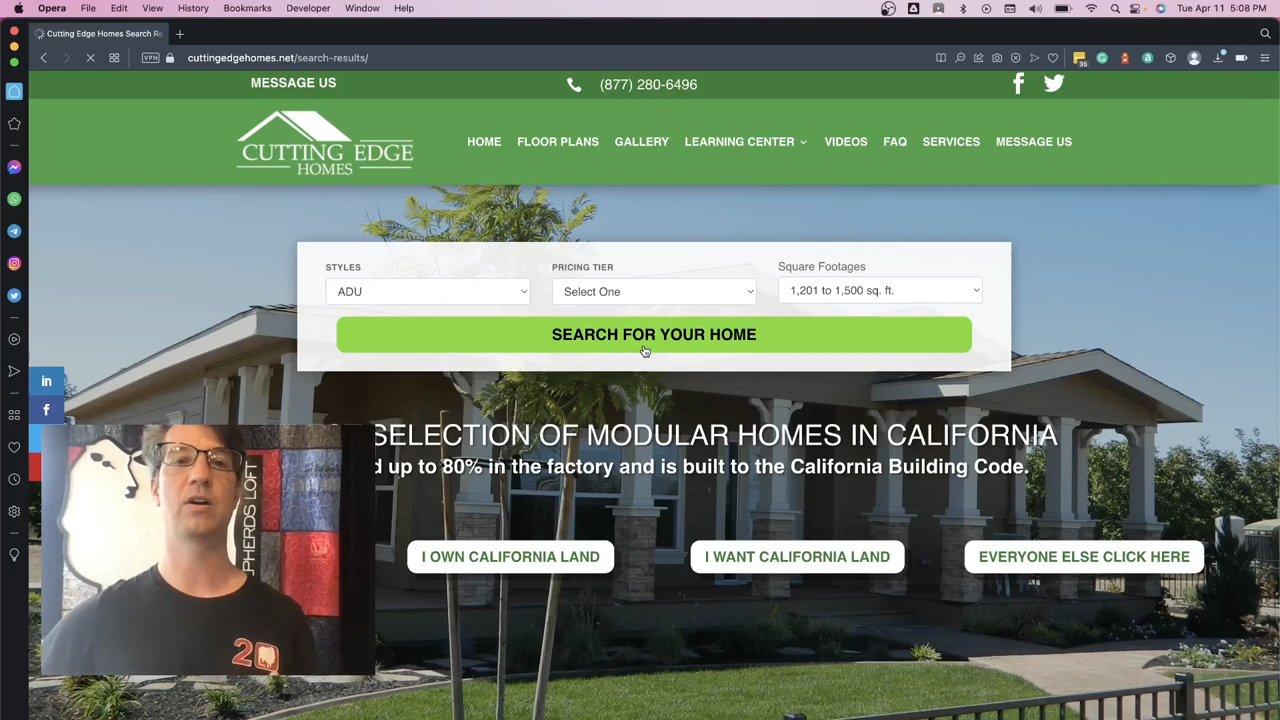 Opera File Edit View History Bookmarks Developer Window Help Tue Apr 11 5:08 PM
Cutting Edge Homes Search Re
VPN cuttingedgehomes.net/search-results/ 35
MESSAGE US (877) 280-6496
CUTTING EDGE
HOMES
HOME FLOOR PLANS GALLERY LEARNING CENTER VIDEOS FAQ SERVICES MESSAGE US
STYLES PRICING TIER Square Footages
ADU Select One 1,201 to 1,500 sq. ft.
SEARCH FOR YOUR HOME
SELECTION OF MODULAR HOMES IN CALIFORNIA
d up to 80% in the factory and is built to the California Building Code.
I OWN CALIFORNIA LAND I WANT CALIFORNIA LAND EVERYONE ELSE CLICK HERE
PHERDS LOFT
20